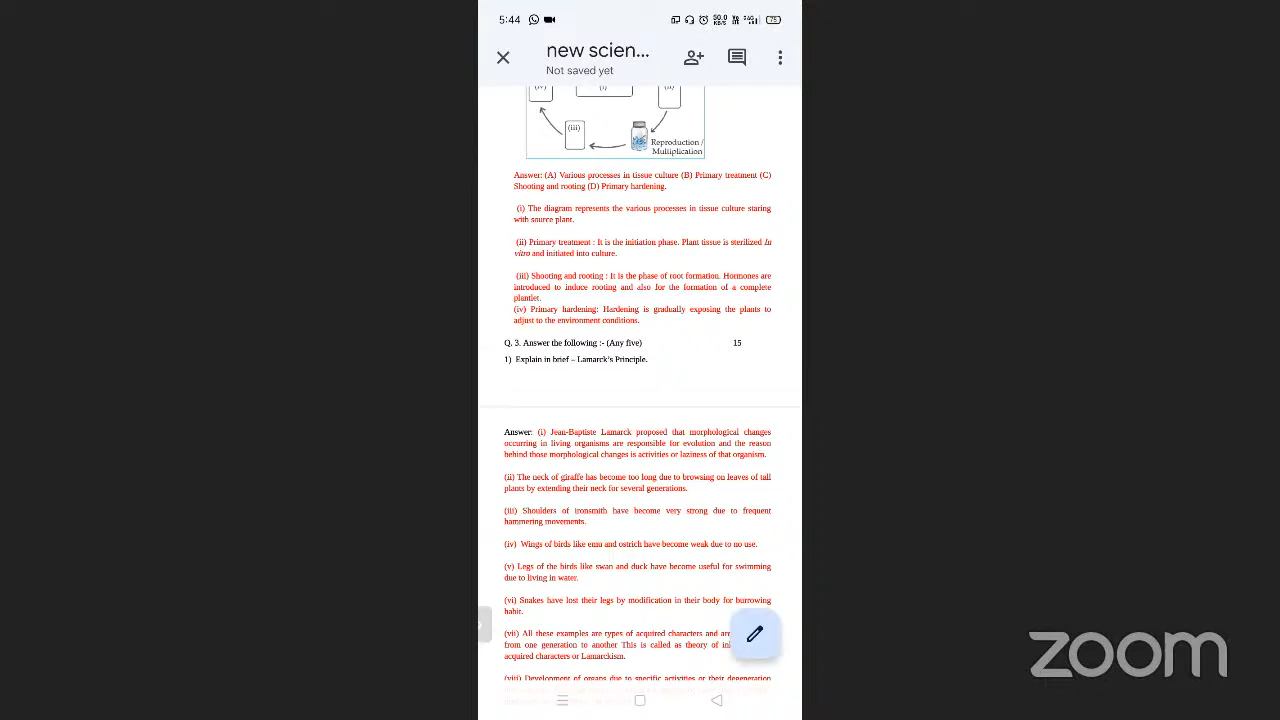 5:44
50.0
KB/S
75
new scien...
Not saved yet
(iv)
(i)
(ii)
(iii)
Reproduction /
Multiplication
Answer: (A) Various processes in tissue culture (B) Primary treatment (C)
Shooting and rooting (D) Primary hardening.
(i) The diagram represents the various processes in tissue culture staring
with source plant.
(ii) Primary treatment : It is the initiation phase. Plant tissue is sterilized In
vitro and initiated into culture.
(iii) Shooting and rooting : It is the phase of root formation. Hormones are
introduced to induce rooting and also for the formation of a complete
plantlet.
(iv) Primary hardening: Hardening is gradually exposing the plants to
adjust to the environment conditions.
Q. 3. Answer the following :- (Any five) 15
1) Explain in brief – Lamarck's Principle.
Answer: (i) Jean-Baptiste Lamarck proposed that morphological changes
occurring in living organisms are responsible for evolution and the reason
behind those morphological changes is activities or laziness of that organism.
(ii) The neck of giraffe has become too long due to browsing on leaves of tall
plants by extending their neck for several generations.
(iii) Shoulders of ironsmith have become very strong due to frequent
hammering movements.
(iv) Wings of birds like emu and ostrich have become weak due to no use.
(v) Legs of the birds like swan and duck have become useful for swimming
due to living in water.
(vi) Snakes have lost their legs by modification in their body for burrowing
habit.
(vii) All these examples are types of acquired characters and are
from one generation to another This is called as theory of
acquired characters or Lamarckism.
(viii) Development of organs due to specific activities or their degeneration
zoom